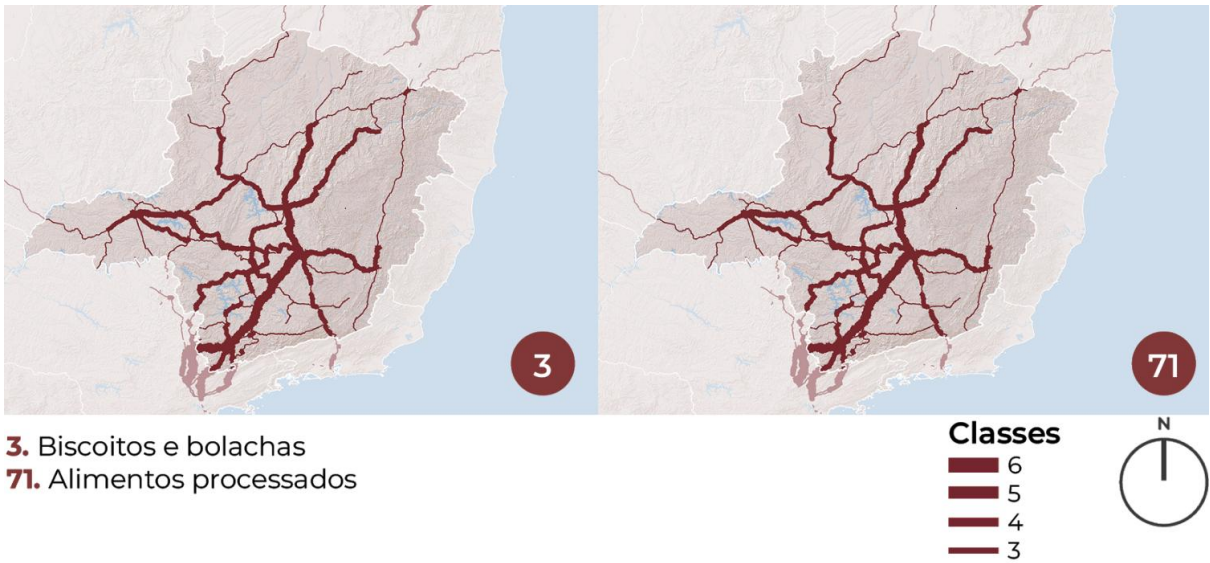 3
71
3. Biscoitos e bolachas
71. Alimentos processados
Classes
6
5
4
3
N